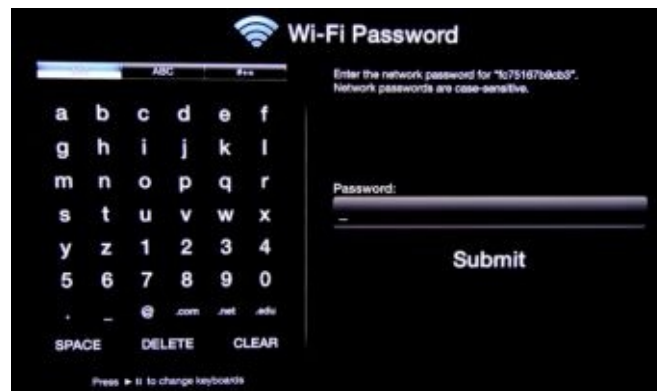 Wi-Fi Password
ABC
#+=
Enter the network password for "fc75167b9cb3".
Network passwords are case-sensitive.
a b c d e f
g h i j k l
m n o p q r
s t u v w x
y z 1 2 3 4
5 6 7 8 9 0
. _ @ .com .net .edu
SPACE DELETE CLEAR
Press ►II to change keyboards
Password:
_
Submit